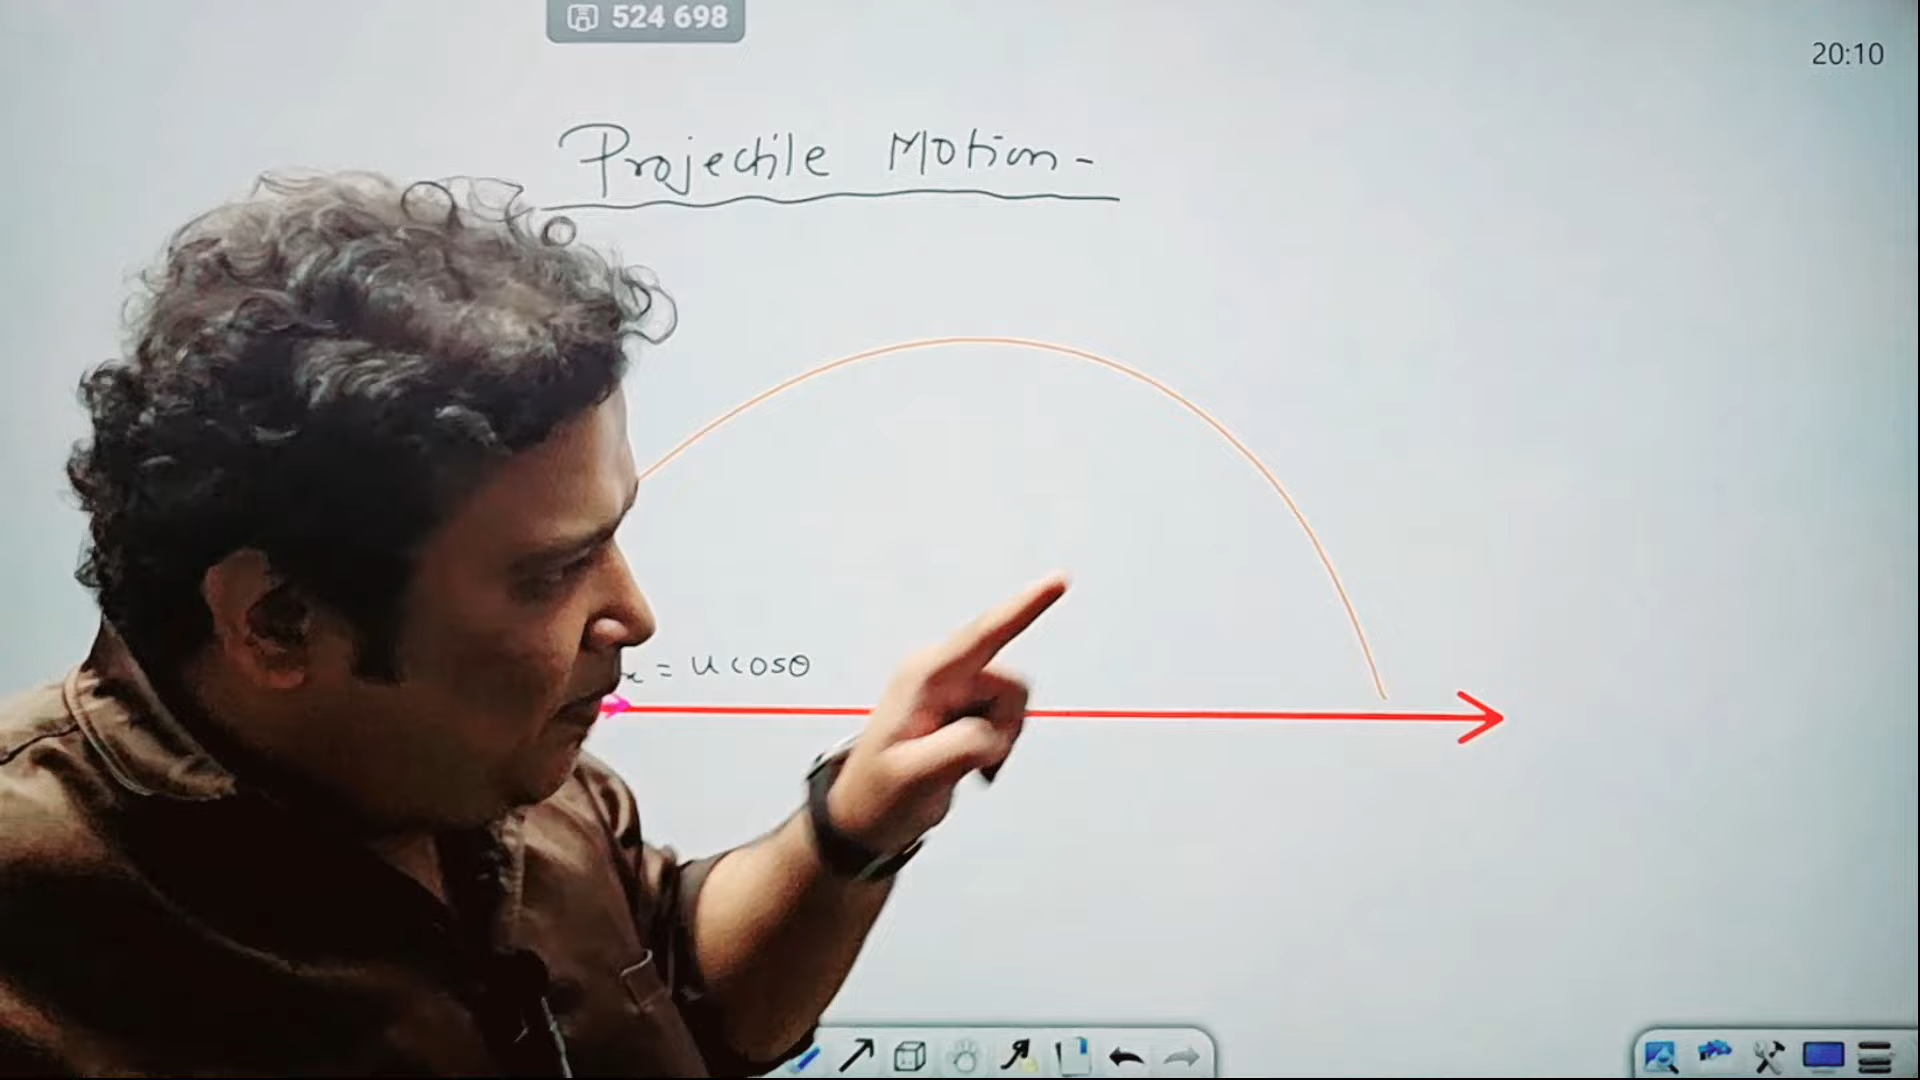 524 698
20:10
Projectile Motion -
x = u cosθ